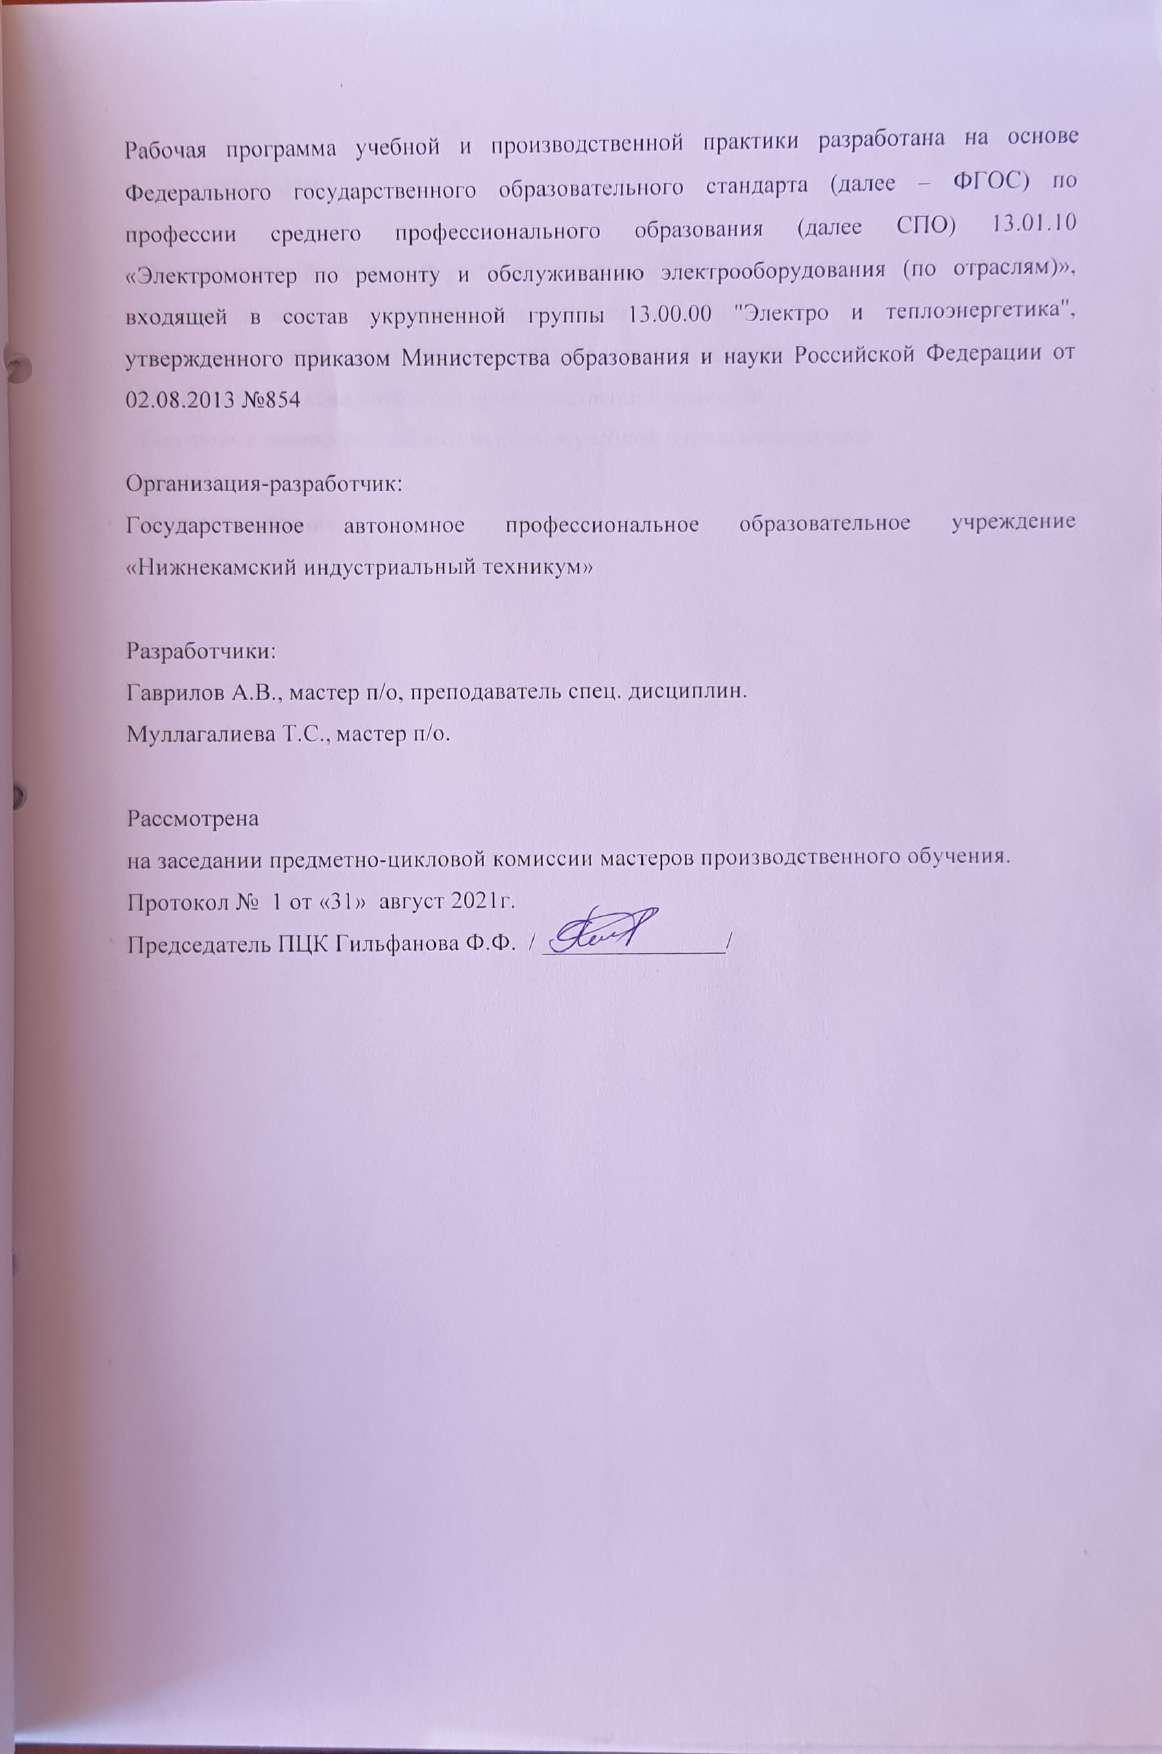 Рабочая программа учебной и производственной практики разработана на основе
Федерального государственного образовательного стандарта (далее – ФГОС) по
профессии среднего профессионального образования (далее СПО) 13.01.10
«Электромонтер по ремонту и обслуживанию электрооборудования (по отраслям)»,
входящей в состав укрупненной группы 13.00.00 "Электро и теплоэнергетика",
утвержденного приказом Министерства образования и науки Российской Федерации от
02.08.2013 №854
Организация-разработчик:
Государственное автономное профессиональное образовательное учреждение
«Нижнекамский индустриальный техникум»
Разработчики:
Гаврилов А.В., мастер п/о, преподаватель спец. дисциплин.
Муллагалиева Т.С., мастер п/о.
Рассмотрена
на заседании предметно-цикловой комиссии мастеров производственного обучения.
Протокол № 1 от «31» август 2021г.
Председатель ПЦК Гильфанова Ф.Ф. / _______________/